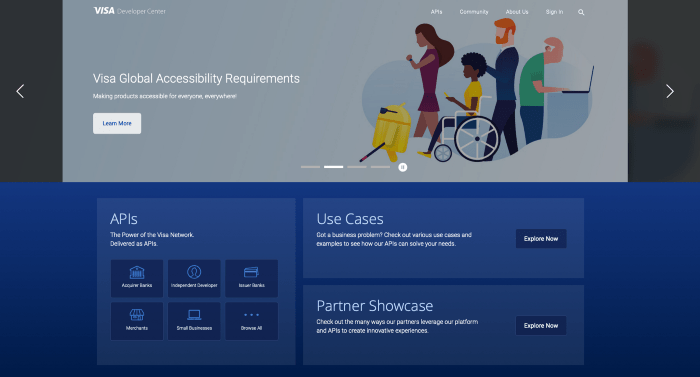 VISA Developer Center
APIs Community About Us Sign In
Visa Global Accessibility Requirements
Making products accessible for everyone, everywhere!
Learn More
APIs
The Power of the Visa Network.
Delivered as APIs.
Acquirer Banks Independent Developer Issuer Banks
Merchants Small Businesses Browse All
Use Cases
Got a business problem? Check out various use cases and
examples to see how our APIs can solve your needs.
Explore Now
Partner Showcase
Check out the many ways our partners leverage our platform
and APIs to create innovative experiences.
Explore Now